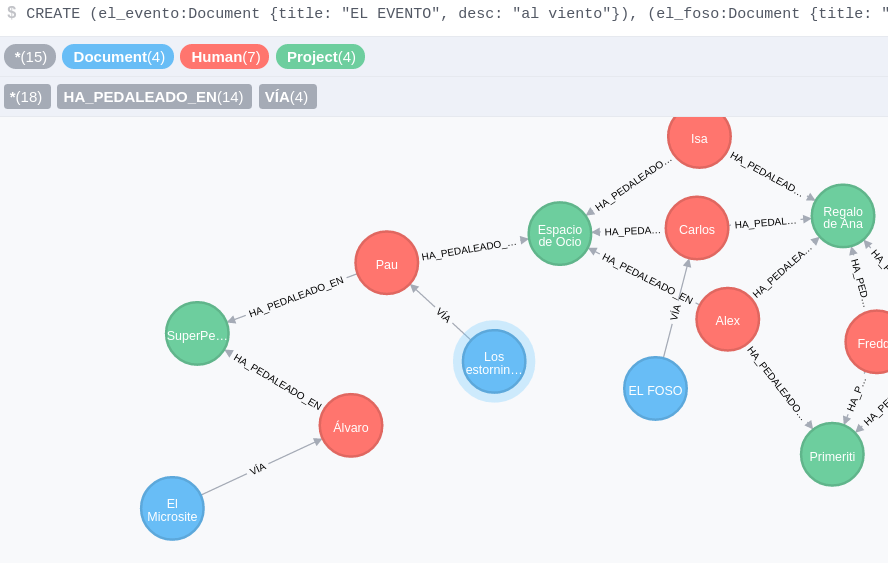 $ CREATE (el_evento:Document {title: "EL EVENTO", desc: "al viento"}), (el_foso:Document {title: "
*(15) Document(4) Human(7) Project(4)
*(18) HA_PEDALEADO_EN(14) VÍA(4)
Isa
HA_PEDALEADO…
HA_PEDALEAD…
Regalo
de Ana
Espacio
de Ocio
HA_PEDA…
Carlos
HA_PEDAL…
Pau
HA_PEDALEADO_…
HA_PEDALEADO_EN
HA_PEDALEADO_EN
HA_PEDALEA…
HA_PED…
HA_P
SuperPe…
VÍA
VÍA
Alex
Fredd
Los
estornin…
EL FOSO
HA_PEDALEADO_EN
HA_PEDALEADO…
HA_P…
HA_PE
Álvaro
VÍA
Primeriti
El
Microsite